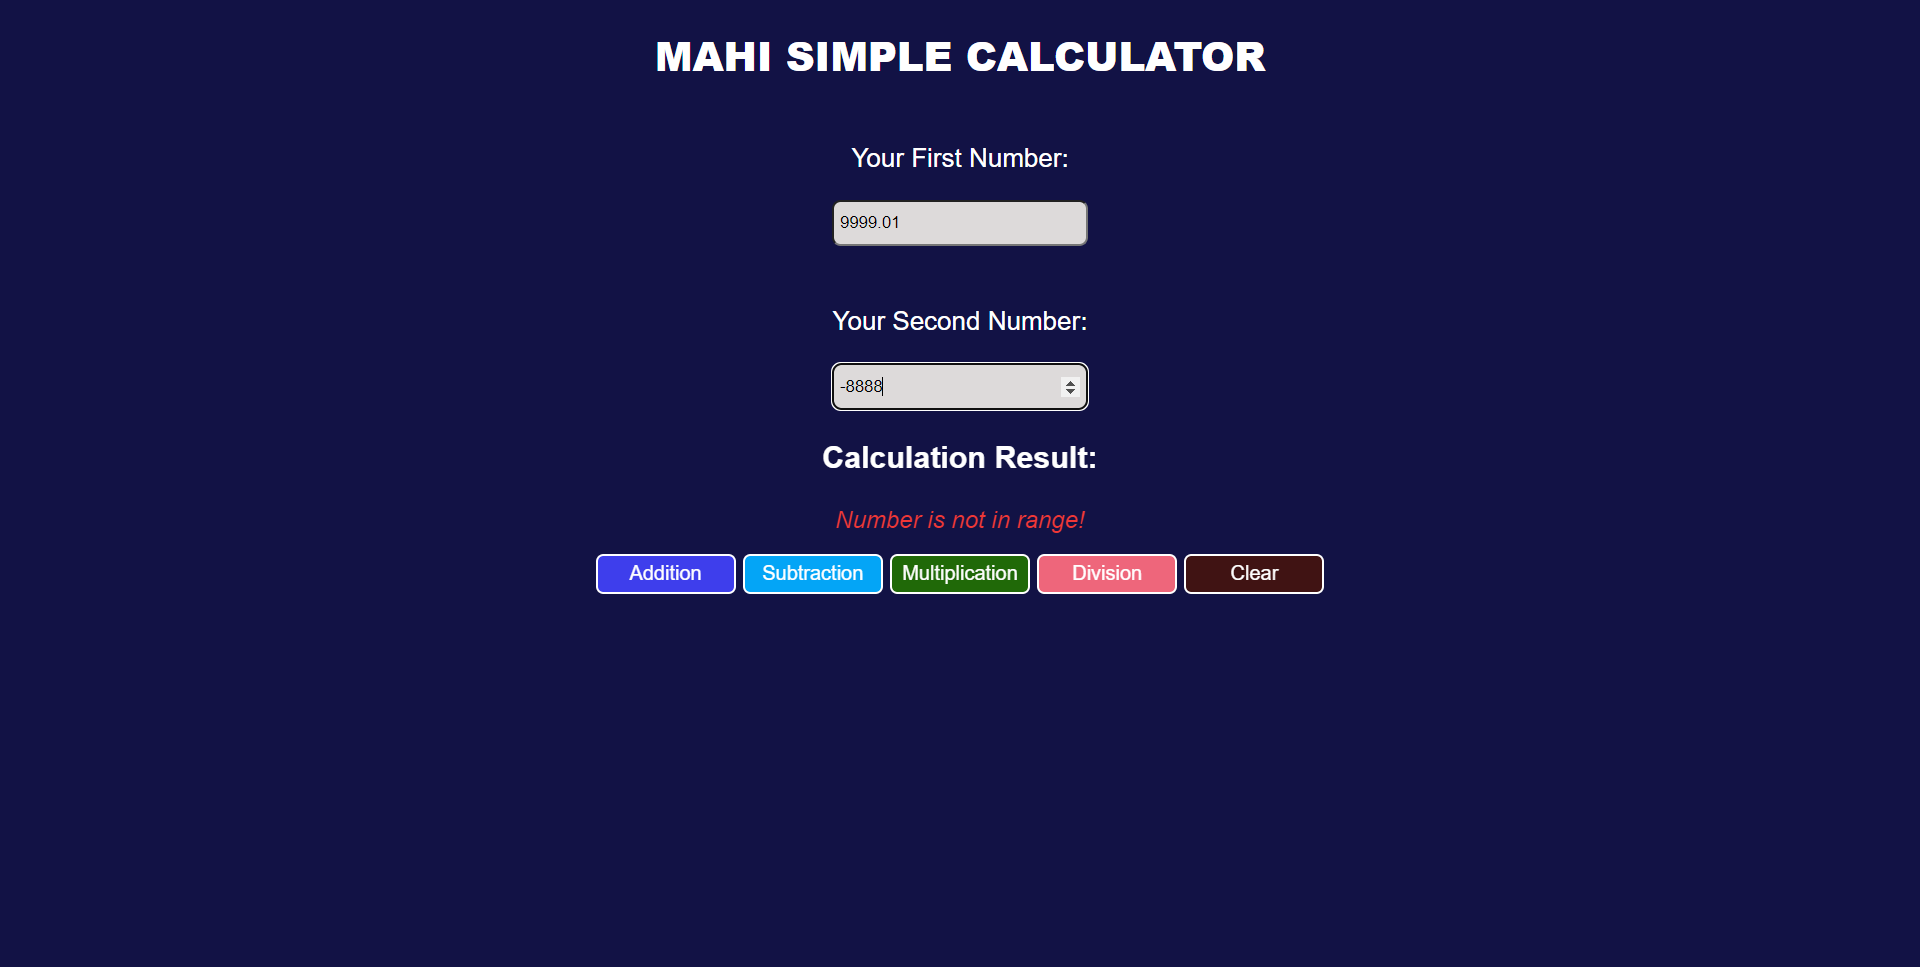 MAHI SIMPLE CALCULATOR
Your First Number:
9999.01
Your Second Number:
-8888
Calculation Result:
Number is not in range!
Addition Subtraction Multiplication Division Clear